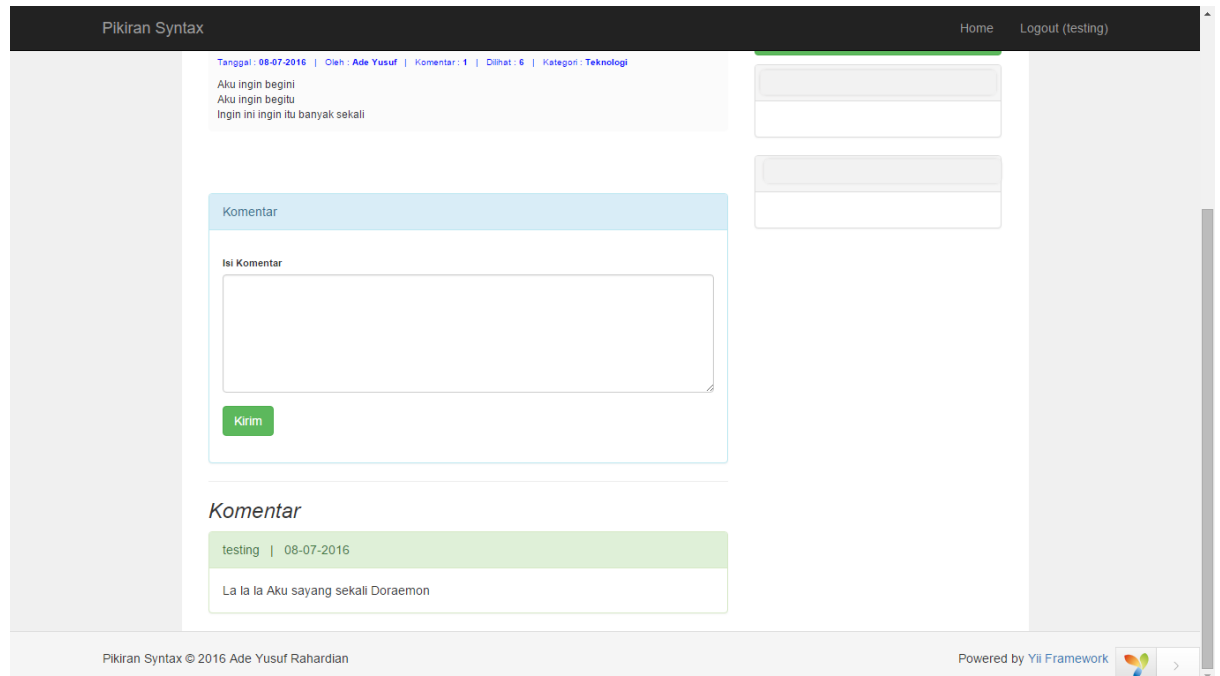 Pikiran Syntax Home Logout (testing)
Tanggal : 08-07-2016 | Oleh : Ade Yusuf | Komentar : 1 | Dilihat : 6 | Kategori : Teknologi
Aku ingin begini
Aku ingin begitu
Ingin ini ingin itu banyak sekali
Komentar
Isi Komentar
Kirim
Komentar
testing | 08-07-2016
La la la Aku sayang sekali Doraemon
Pikiran Syntax © 2016 Ade Yusuf Rahardian Powered by Yii Framework